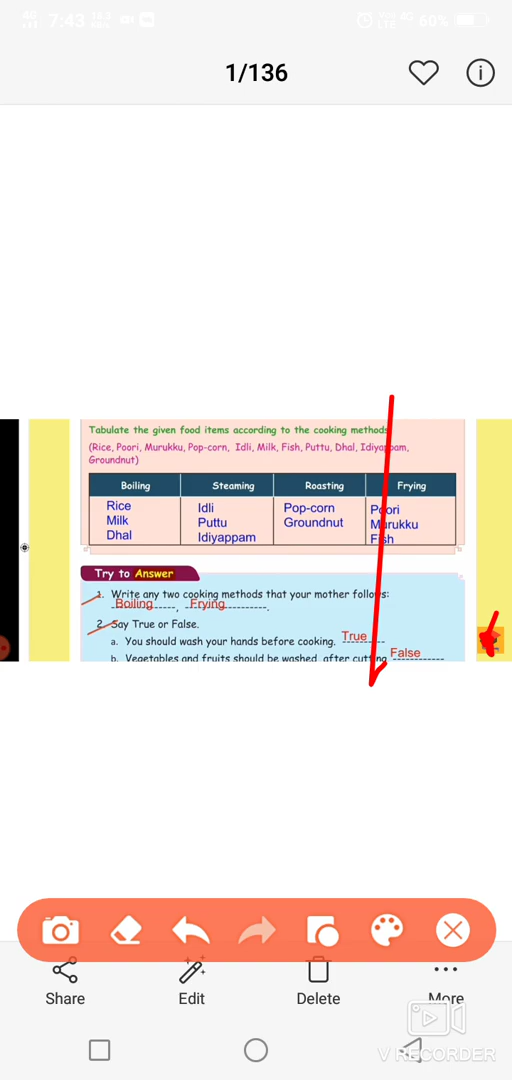 4G 7:43
4G 60%
LTE
1/136
Tabulate the given food items according to the cooking methods
(Rice, Poori, Murukku, Pop-corn, Idli, Milk, Fish, Puttu, Dhal, Idiyappam,
Groundnut)
Boiling Steaming Roasting Frying
Rice Idli Pop-corn Poori
Milk Puttu Groundnut Murukku
Dhal Idiyappam Fish
Try to Answer
1. Write any two cooking methods that your mother follows:
Boiling, Frying.
2. Say True or False.
a. You should wash your hands before cooking. True
b. Vegetables and fruits should be washed after cutting False
Share Edit Delete More
V RECORDER